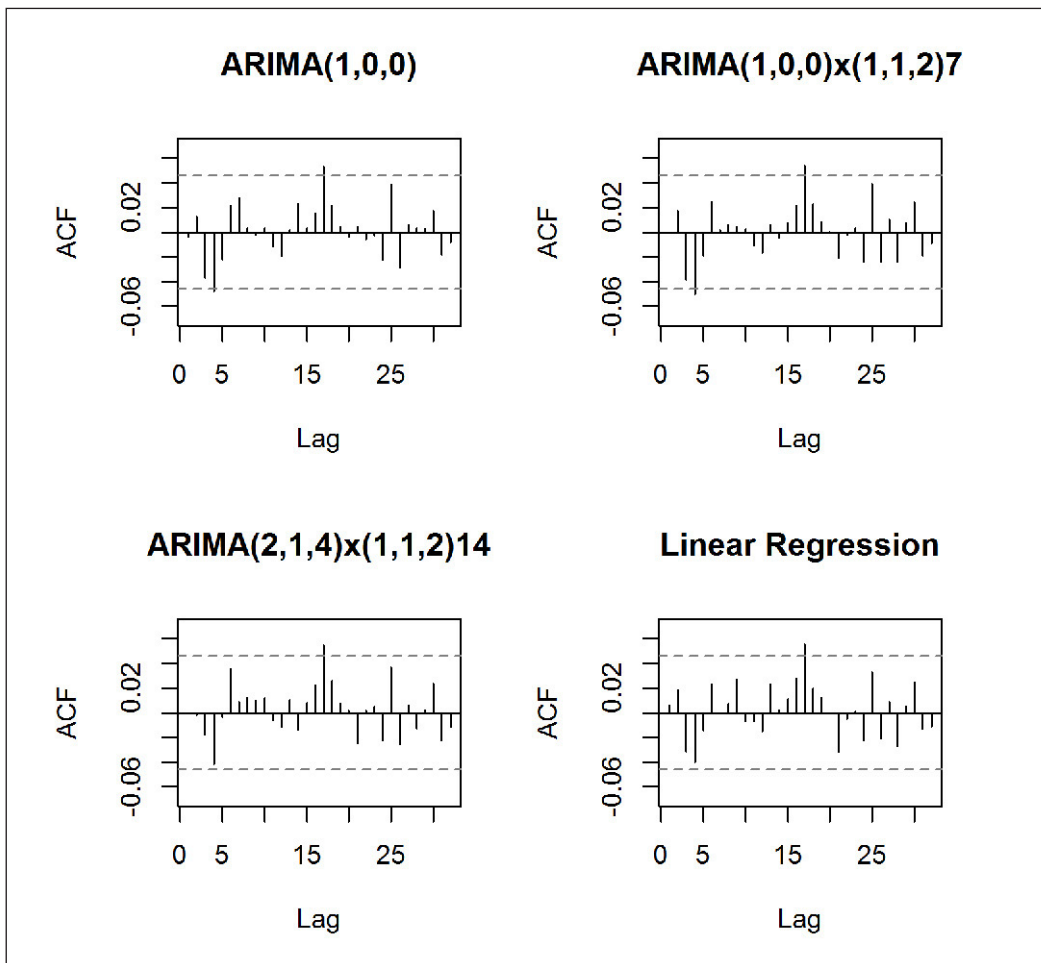 ARIMA(1,0,0)
ACF
0.02
-0.06
0 5 15 25
Lag
ARIMA(1,0,0)x(1,1,2)7
ACF
0.02
-0.06
0 5 15 25
Lag
ARIMA(2,1,4)x(1,1,2)14
ACF
0.02
-0.06
0 5 15 25
Lag
Linear Regression
ACF
0.02
-0.06
0 5 15 25
Lag